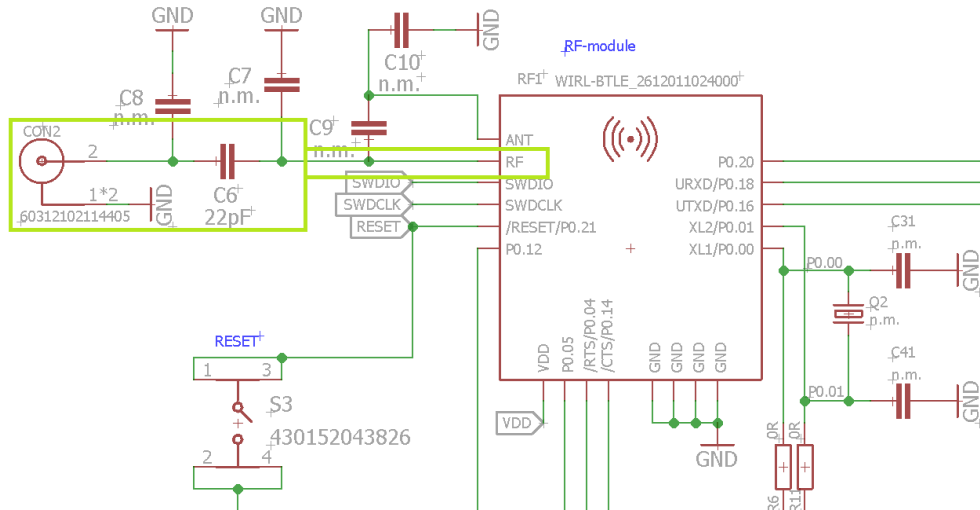 GND
GND
GND
C10
n.m.
RF-module
RF1
WIRL-BTLE_2612011024000
C7
n.m.
C8
n.m.
C9
n.m.
CON2
2
1*2
GND
60312102114405
C6
22pF
SWDIO
SWDCLK
RESET
ANT
RF
SWDIO
SWDCLK
/RESET/P0.21
P0.12
P0.20
URXD/P0.18
UTXD/P0.16
XL2/P0.01
XL1/P0.00
VDD
P0.05
/RTS/P0.04
/CTS/P0.14
GND
GND
GND
GND
VDD
GND
C31
n.m.
GND
P0.00
Q2
n.m.
C41
n.m.
GND
P0.01
0R
0R
R6
R11
RESET
1
3
S3
430152043826
2
4